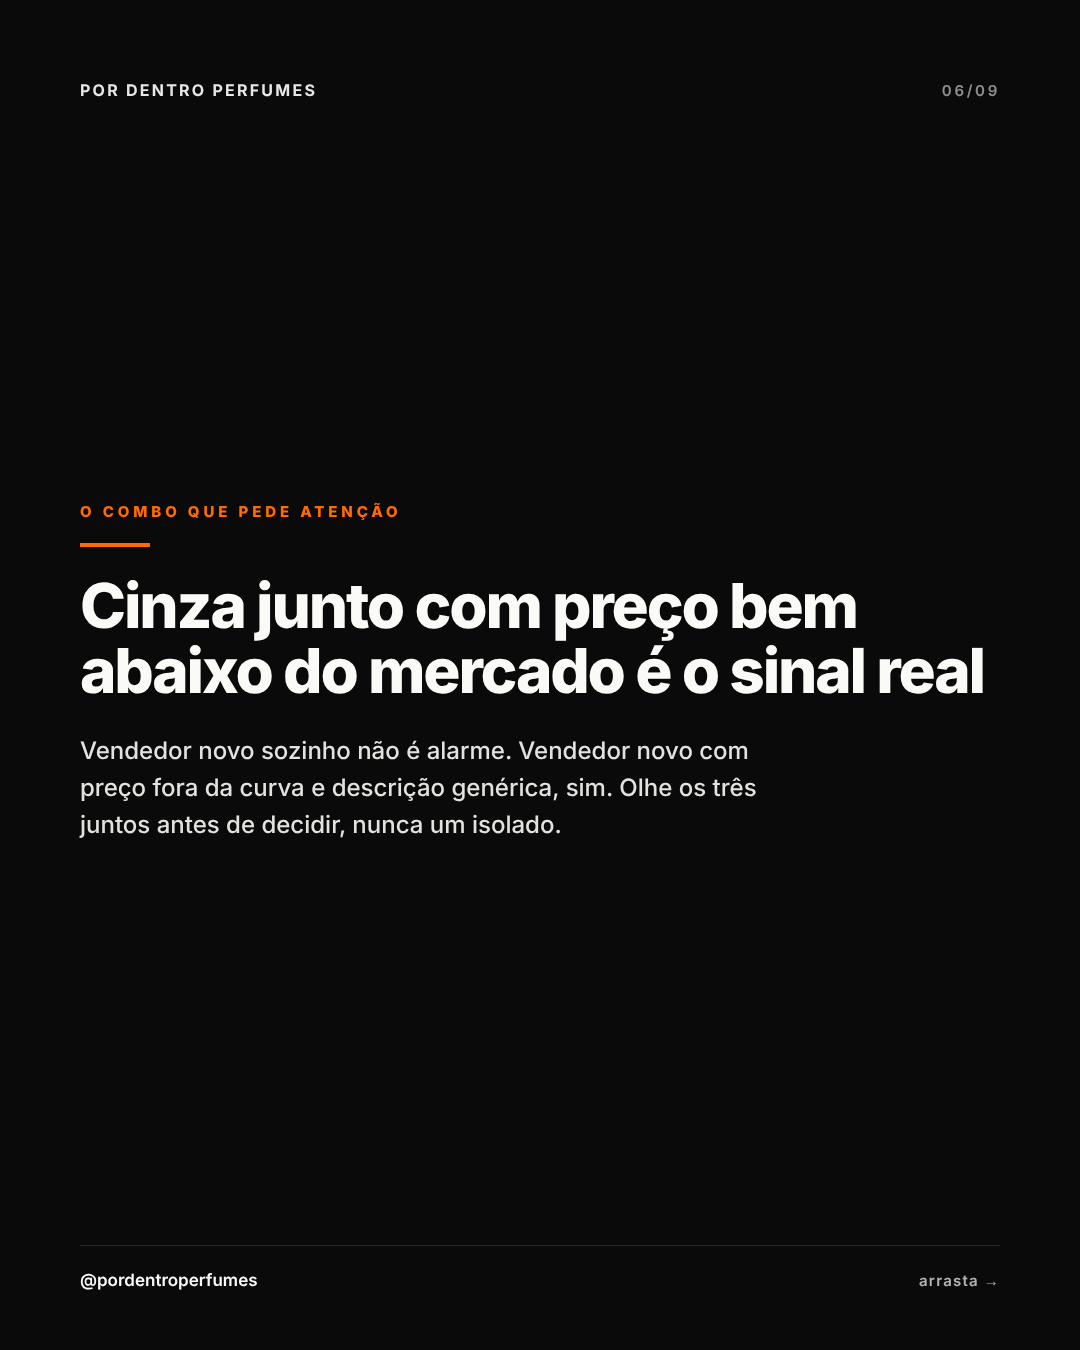 POR DENTRO PERFUMES
06/09
O COMBO QUE PEDE ATENÇÃO
Cinza junto com preço bem
abaixo do mercado é o sinal real
Vendedor novo sozinho não é alarme. Vendedor novo com
preço fora da curva e descrição genérica, sim. Olhe os três
juntos antes de decidir, nunca um isolado.
@pordentroperfumes
arrasta →